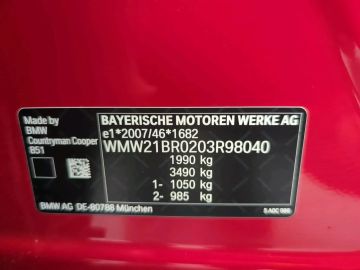 Made by
BMW
Countryman Cooper
B51
BAYERISCHE MOTOREN WERKE AG
e1*2007/46*1682
WMW21BR0203R98040
1990 kg
3490 kg
1- 1050 kg
2- 985 kg
BMW AG DE-80788 München